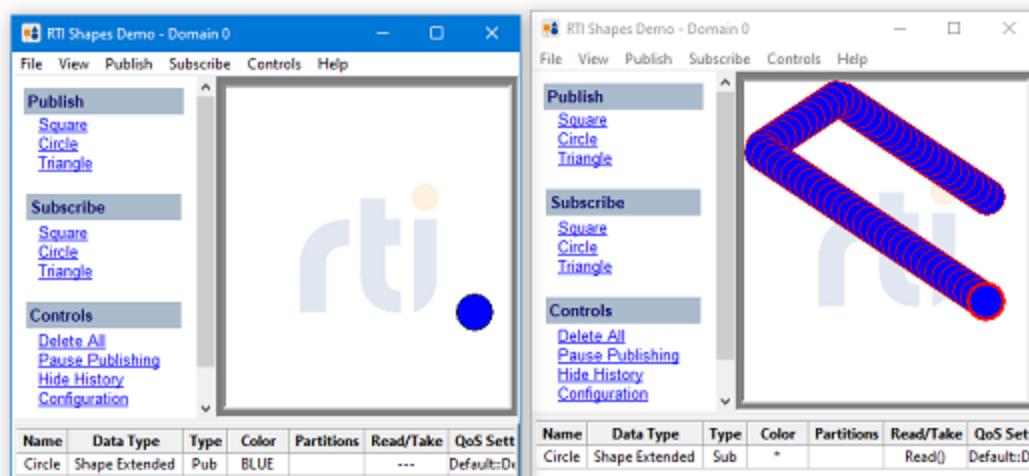 RTI Shapes Demo - Domain 0
File View Publish Subscribe Controls Help
Publish
Square
Circle
Triangle
Subscribe
Square
Circle
Triangle
Controls
Delete All
Pause Publishing
Hide History
Configuration
rti
Name Data Type Type Color Partitions Read/Take QoS Sett
Circle Shape Extended Pub BLUE --- Default::De
RTI Shapes Demo - Domain 0
File View Publish Subscribe Controls Help
Publish
Square
Circle
Triangle
Subscribe
Square
Circle
Triangle
Controls
Delete All
Pause Publishing
Hide History
Configuration
rti
Name Data Type Type Color Partitions Read/Take QoS Sett
Circle Shape Extended Sub * Read() Default::D